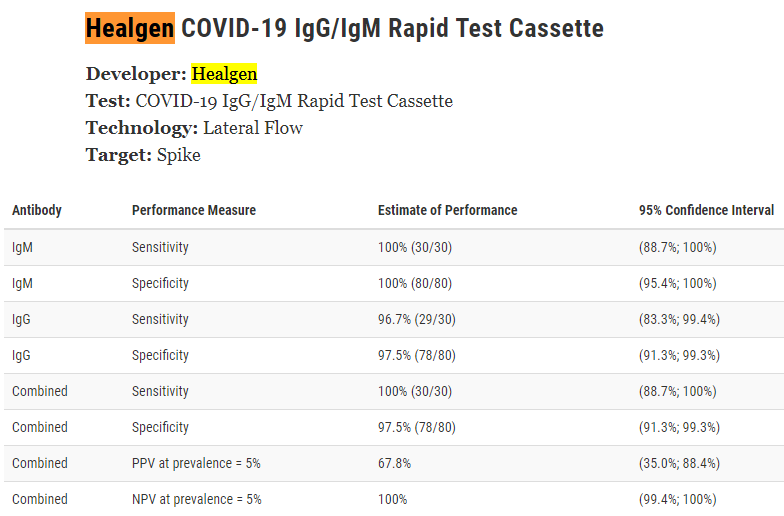 Healgen COVID-19 IgG/IgM Rapid Test Cassette
Developer: Healgen
Test: COVID-19 IgG/IgM Rapid Test Cassette
Technology: Lateral Flow
Target: Spike
Antibody Performance Measure Estimate of Performance 95% Confidence Interval
IgM Sensitivity 100% (30/30) (88.7%; 100%)
IgM Specificity 100% (80/80) (95.4%; 100%)
IgG Sensitivity 96.7% (29/30) (83.3%; 99.4%)
IgG Specificity 97.5% (78/80) (91.3%; 99.3%)
Combined Sensitivity 100% (30/30) (88.7%; 100%)
Combined Specificity 97.5% (78/80) (91.3%; 99.3%)
Combined PPV at prevalence = 5% 67.8% (35.0%; 88.4%)
Combined NPV at prevalence = 5% 100% (99.4%; 100%)